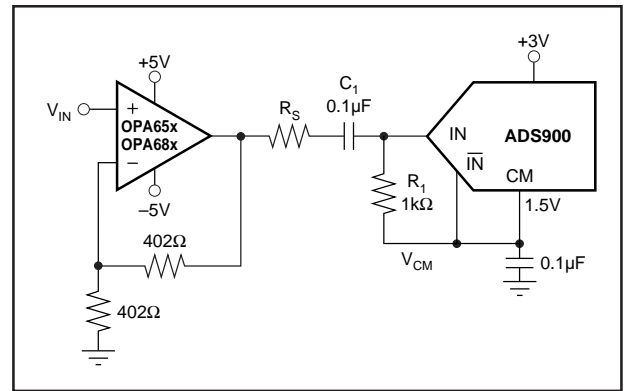 +5V
V_IN
+
OPA65x
OPA68x
–
–5V
402Ω
402Ω
R_S
C_1
0.1µF
R_1
1kΩ
V_CM
+3V
IN
I̅N̅
ADS900
CM
1.5V
0.1µF